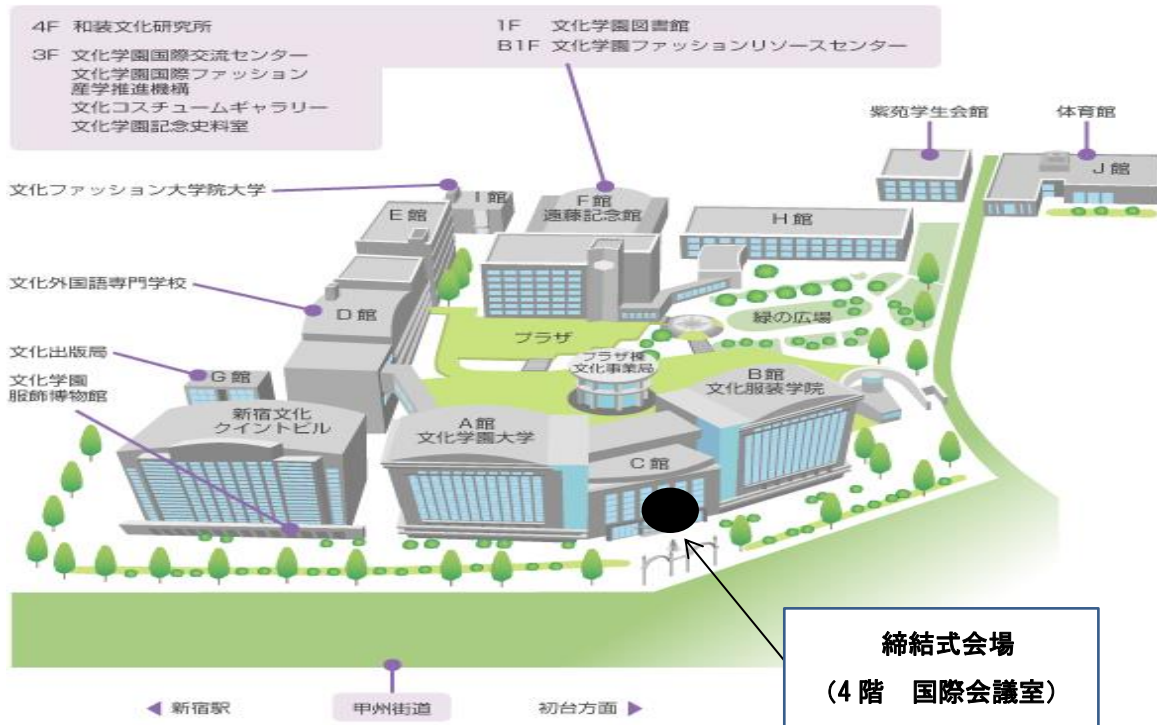 4F 和装文化研究所
3F 文化学園国際交流センター
文化学園国際ファッション
産学推進機構
文化コスチュームギャラリー
文化学園記念史料室
1F 文化学園図書館
B1F 文化学園ファッションリソースセンター
紫苑学生会館
体育館
J館
文化ファッション大学院大学
I館
E館
F館
遠藤記念館
H館
文化外国語専門学校
D館
プラザ
緑の広場
文化出版局
G館
プラザ棟
文化事業局
B館
文化服装学院
文化学園
服飾博物館
新宿文化
クイントビル
A館
文化学園大学
C館
締結式会場
(4階 国際会議室)
◀ 新宿駅
甲州街道
初台方面 ▶